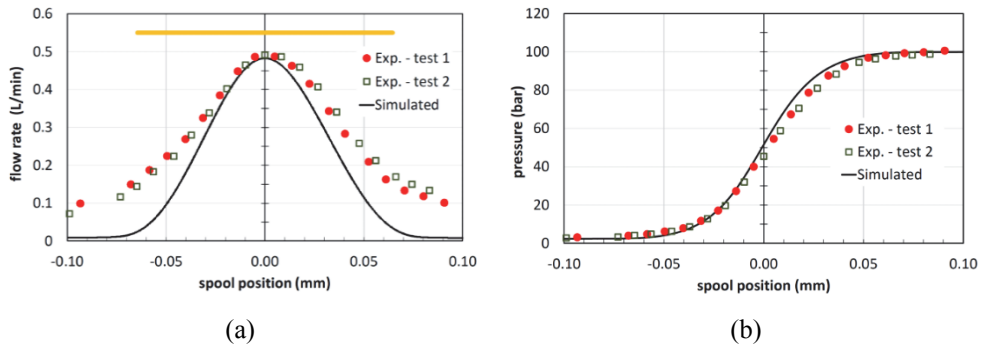 0.6
0.5
0.4
0.3
0.2
0.1
0
flow rate (L/min)
Exp. - test 1
Exp. - test 2
Simulated
-0.10 -0.05 0.00 0.05 0.10
spool position (mm)
(a)
120
100
80
60
40
20
0
pressure (bar)
Exp. - test 1
Exp. - test 2
Simulated
-0.10 -0.05 0.00 0.05 0.10
spool position (mm)
(b)